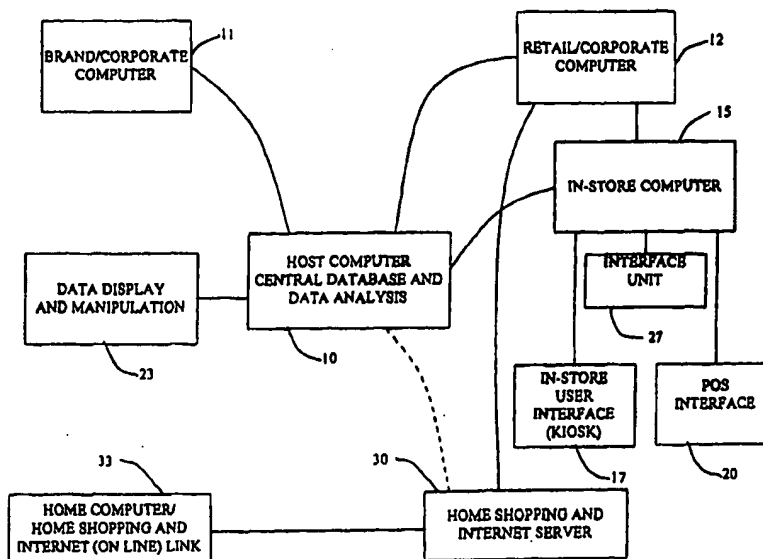 11
BRAND/CORPORATE
COMPUTER
RETAIL/CORPORATE
COMPUTER
12
15
IN-STORE COMPUTER
HOST COMPUTER
CENTRAL DATABASE AND
DATA ANALYSIS
10
INTERFACE
UNIT
27
DATA DISPLAY
AND MANIPULATION
23
IN-STORE
USER
INTERFACE
(KIOSK)
17
POS
INTERFACE
20
33
HOME COMPUTER/
HOME SHOPPING AND
INTERNET (ON LINE) LINK
30
HOME SHOPPING AND
INTERNET SERVER